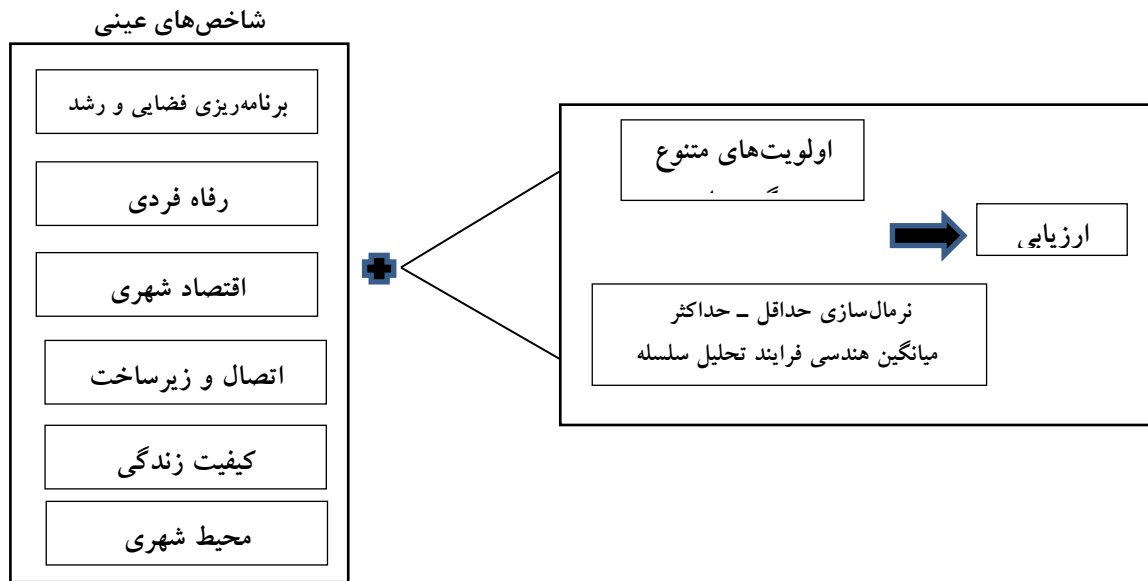 شاخص‌های عینی
برنامه‌ریزی فضایی و رشد
رفاه فردی
اقتصاد شهری
اتصال و زیرساخت
کیفیت زندگی
محیط شهری
اولویت‌های متنوع
نرمال‌سازی حداقل ـ حداکثر
میانگین هندسی فرایند تحلیل سلسله
ارزیابی